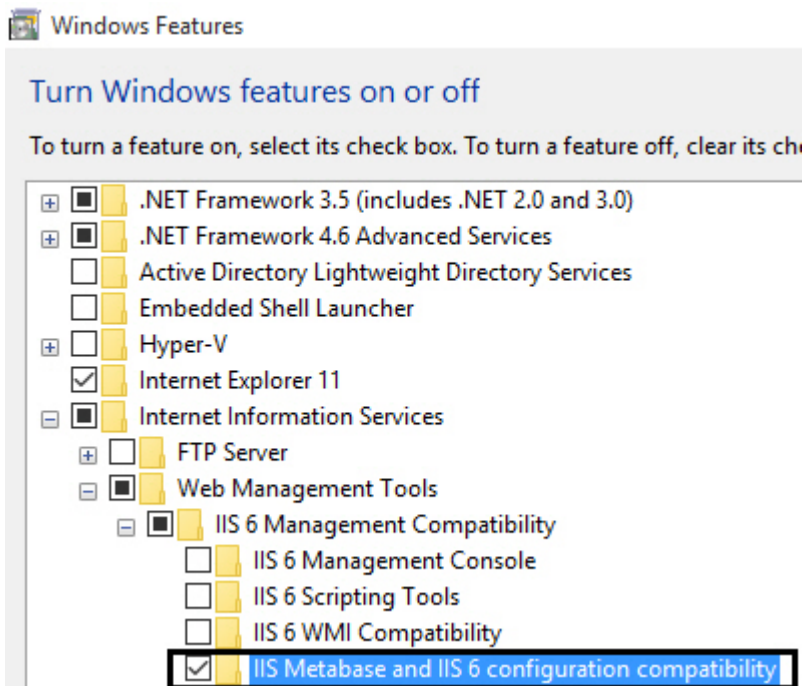 Windows Features
Turn Windows features on or off
To turn a feature on, select its check box. To turn a feature off, clear its
.NET Framework 3.5 (includes .NET 2.0 and 3.0)
.NET Framework 4.6 Advanced Services
Active Directory Lightweight Directory Services
Embedded Shell Launcher
Hyper-V
Internet Explorer 11
Internet Information Services
FTP Server
Web Management Tools
IIS 6 Management Compatibility
IIS 6 Management Console
IIS 6 Scripting Tools
IIS 6 WMI Compatibility
IIS Metabase and IIS 6 configuration compatibility